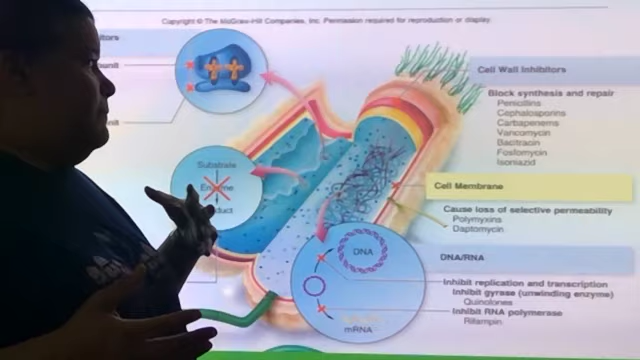 Copyright © The McGraw-Hill Companies, Inc. Permission required for reproduction or display.
itors
Cell Wall Inhibitors
Block synthesis and repair
Penicillins
Cephalosporins
Carbapenems
Vancomycin
Bacitracin
Fosfomycin
Isoniazid
Substrate
Cell Membrane
Cause loss of selective permeability
Polymyxins
Daptomycin
DNA
DNA/RNA
Inhibit replication and transcription
Inhibit gyrase (unwinding enzyme)
Quinolones
Inhibit RNA polymerase
Rifampin
mRNA